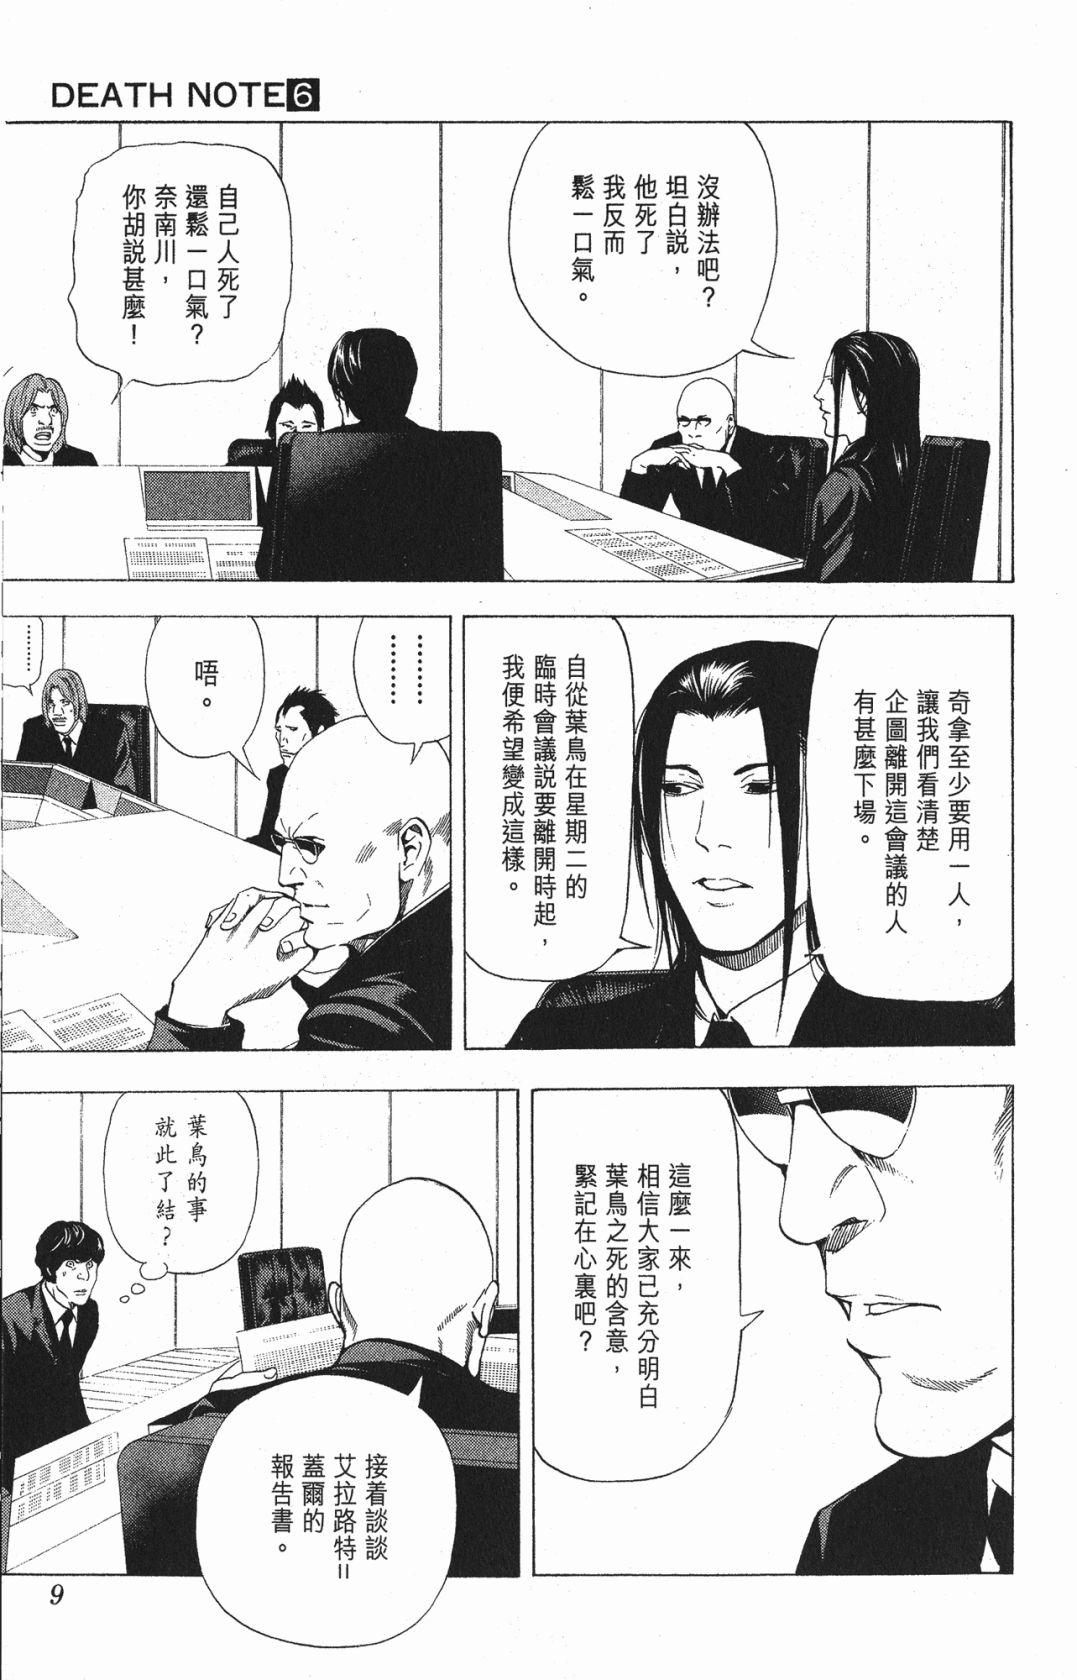 DEATH NOTE 6
沒辦法吧？
坦白説，
他死了
我反而
鬆一口氣。
自己人死了
還鬆一口氣？
奈南川，
你胡説甚麼！
奇拿至少要用一人，
讓我們看清楚
企圖離開這會議的人
有甚麼下場。
自從葉鳥在星期二的
臨時會議説要離開時起，
我便希望變成這樣。
………
………
唔。
……
這麼一來，
相信大家已充分明白
葉鳥之死的含意，
緊記在心裏吧？
葉鳥的事
就此了結？
接着談談
艾拉路特=
蓋爾的
報告書。
9